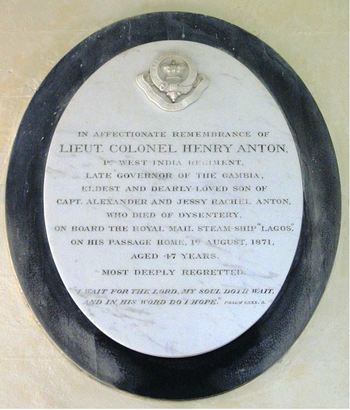 IN AFFECTIONATE REMEMBRANCE OF
LIEUT COLONEL HENRY ANTON,
1ST WEST INDIA REGIMENT,
LATE GOVERNOR OF THE GAMBIA,
ELDEST AND DEARLY-LOVED SON OF
CAPT. ALEXANDER AND JESSY RACHEL ANTON,
WHO DIED OF DYSENTERY,
ON BOARD THE ROYAL MAIL STEAM-SHIP "LAGOS."
ON HIS PASSAGE HOME, 1ST AUGUST, 1871,
AGED 47 YEARS.
MOST DEEPLY REGRETTED.
"I WAIT FOR THE LORD, MY SOUL DOTH WAIT,
AND IN HIS WORD DO I HOPE." PSALM